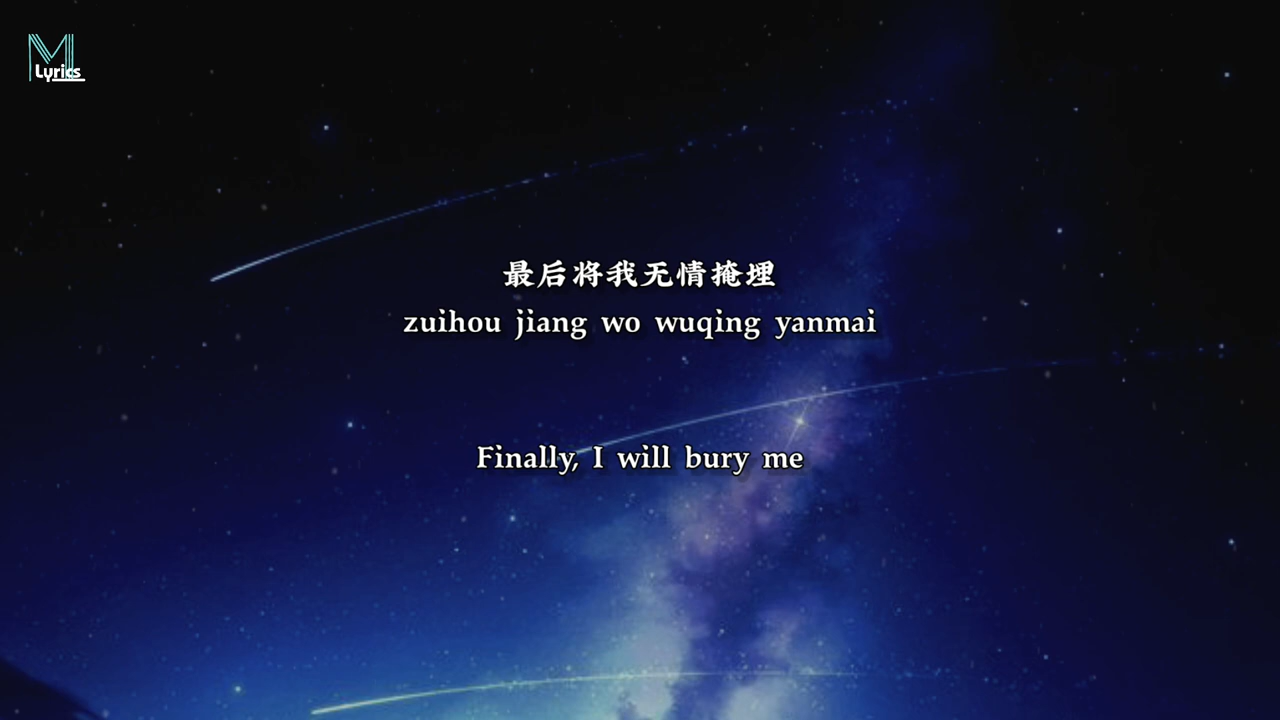 M
Lyrics
最后将我无情掩埋
zuihou jiang wo wuqing yanmai
Finally, I will bury me